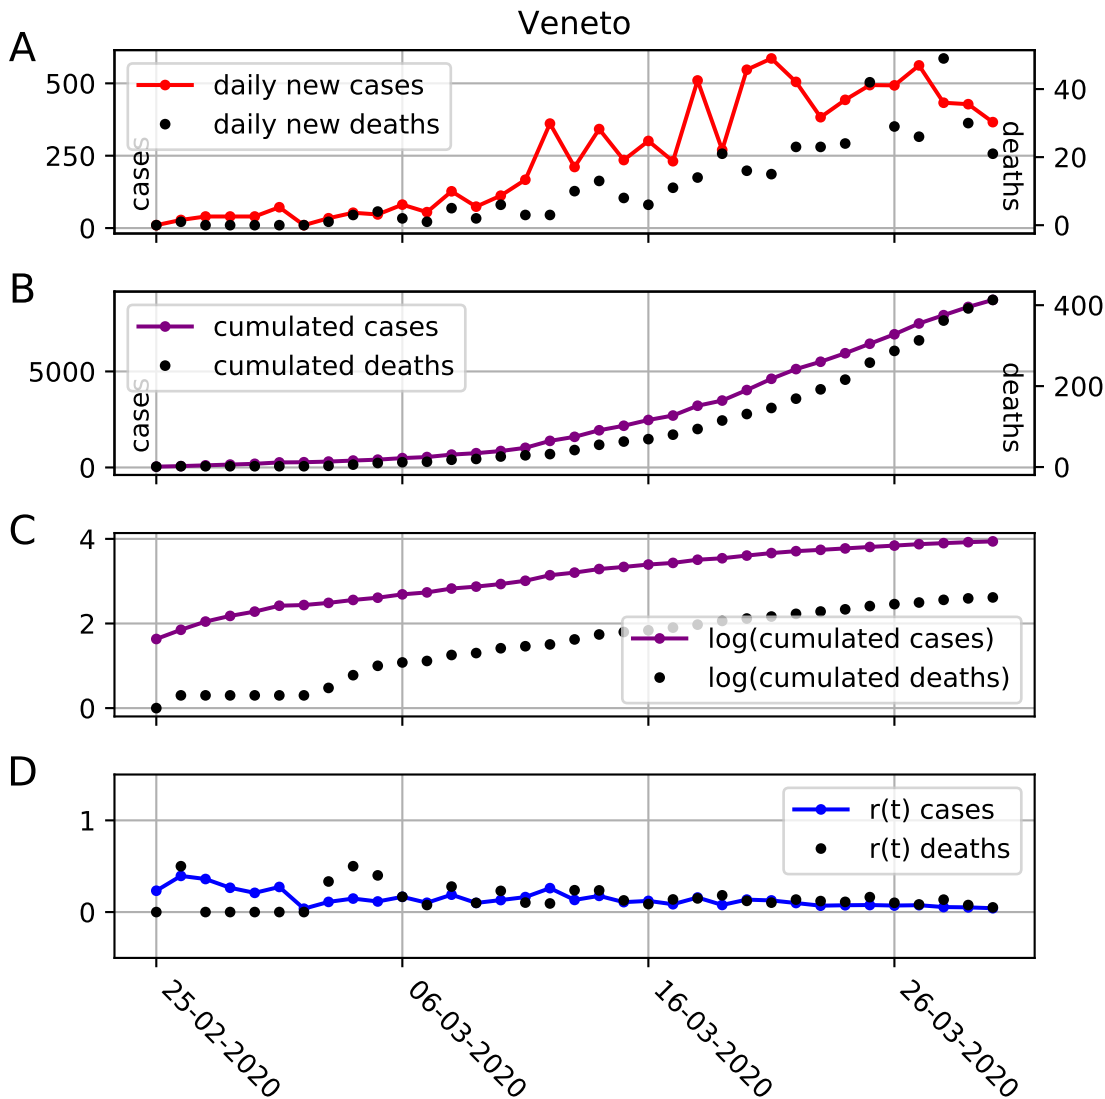 Veneto
A
daily new cases
daily new deaths
500
250
0
cases
40
20
0
deaths
B
cumulated cases
cumulated deaths
5000
0
cases
400
200
0
deaths
C
4
2
0
log(cumulated cases)
log(cumulated deaths)
D
1
0
r(t) cases
r(t) deaths
25-02-2020
06-03-2020
16-03-2020
26-03-2020